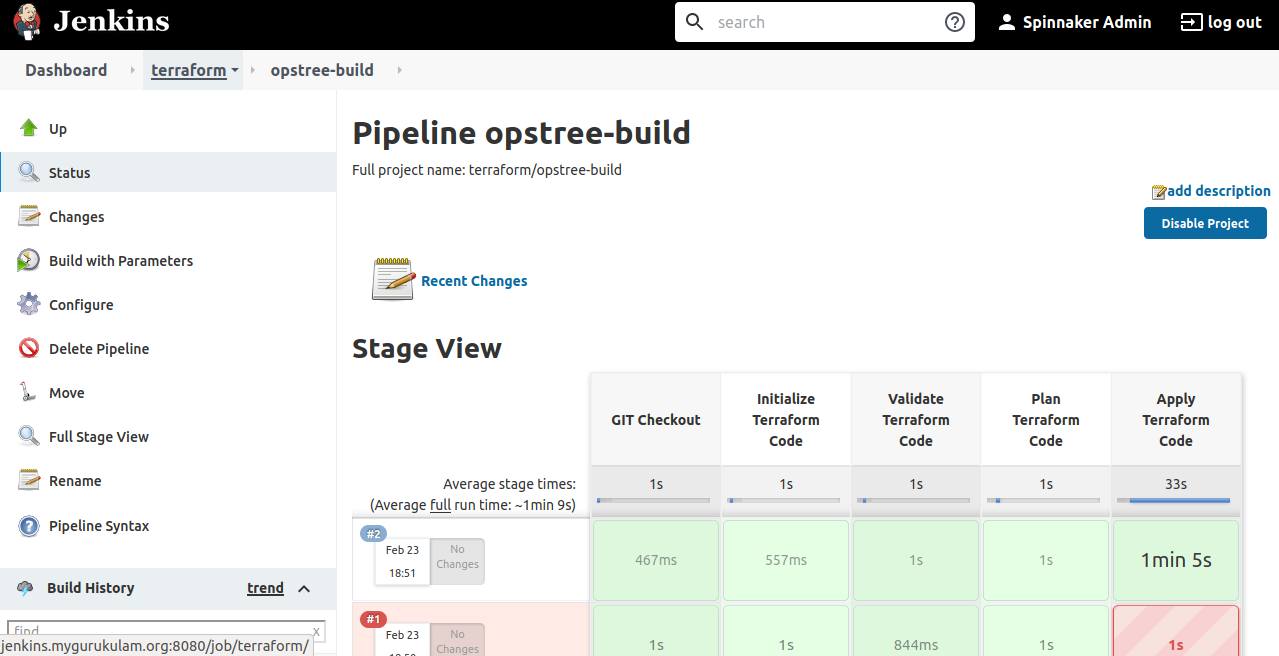 Jenkins
search
Spinnaker Admin
log out
Dashboard
terraform
opstree-build
Up
Status
Changes
Build with Parameters
Configure
Delete Pipeline
Move
Full Stage View
Rename
Pipeline Syntax
Build History
trend
find
x
jenkins.mygurukulam.org:8080/job/terraform/
Pipeline opstree-build
Full project name: terraform/opstree-build
add description
Disable Project
Recent Changes
Stage View
GIT Checkout
Initialize
Terraform
Code
Validate
Terraform
Code
Plan
Terraform
Code
Apply
Terraform
Code
Average stage times:
(Average full run time: ~1min 9s)
1s
1s
1s
1s
33s
#2
Feb 23
18:51
No
Changes
467ms
557ms
1s
1s
1min 5s
#1
Feb 23
No
Changes
1s
1s
844ms
1s
1s